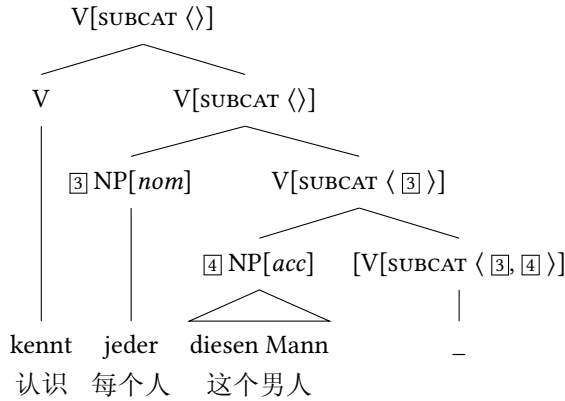 V[SUBCAT ⟨⟩]
V V[SUBCAT ⟨⟩]
3 NP[nom] V[SUBCAT ⟨ 3 ⟩]
4 NP[acc] [V[SUBCAT ⟨ 3, 4 ⟩]
kennt jeder diesen Mann _
认识 每个人 这个男人